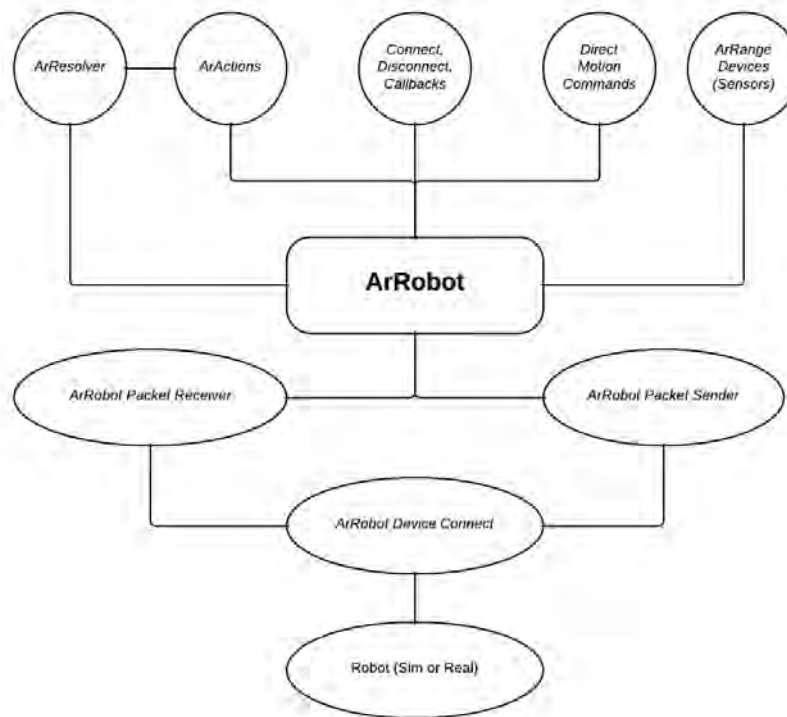 ArResolver
ArActions
Connect,
Disconnect,
Callbacks
Direct
Motion
Commands
ArRange
Devices
(Sensors)
ArRobot
ArRobot Packet Receiver
ArRobot Packet Sender
ArRobot Device Connect
Robot (Sim or Real)